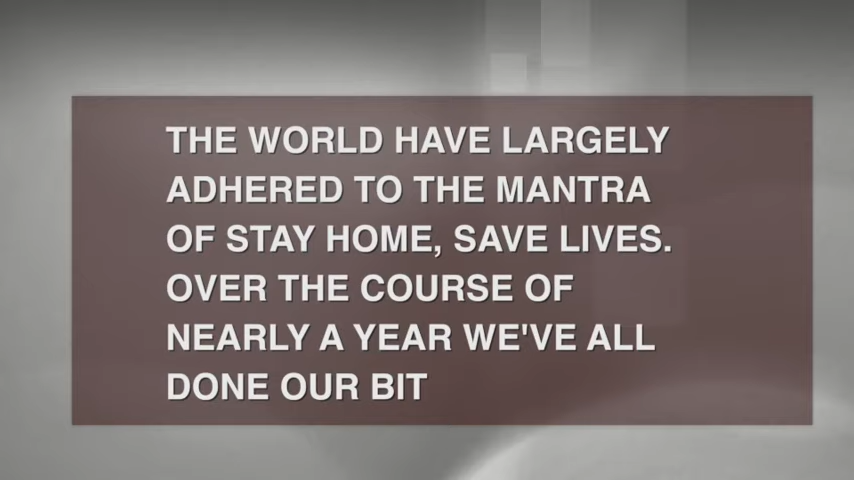 THE WORLD HAVE LARGELY
ADHERED TO THE MANTRA
OF STAY HOME, SAVE LIVES.
OVER THE COURSE OF
NEARLY A YEAR WE'VE ALL
DONE OUR BIT